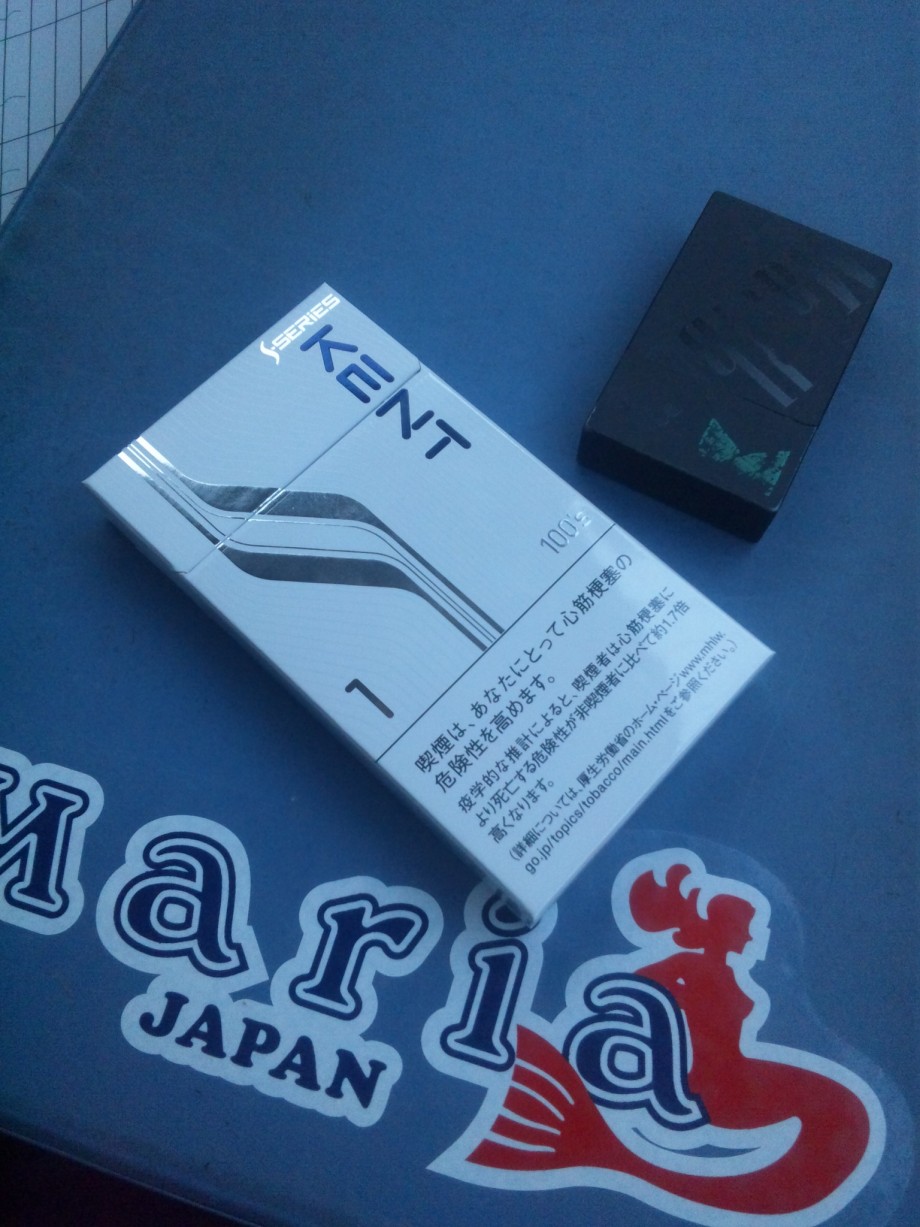 S-SERIES
KENT
100's
1
喫煙は、あなたにとって心筋梗塞の
危険性を高めます。
疫学的な推計によると、喫煙者は心筋梗塞に
より死亡する危険性が非喫煙者に比べて約1.7倍
高くなります。
(詳細については、厚生労働省のホーム・ページwww.mhlw.
go.jp/topics/tobacco/main.htmlをご参照ください。)
Maria
JAPAN